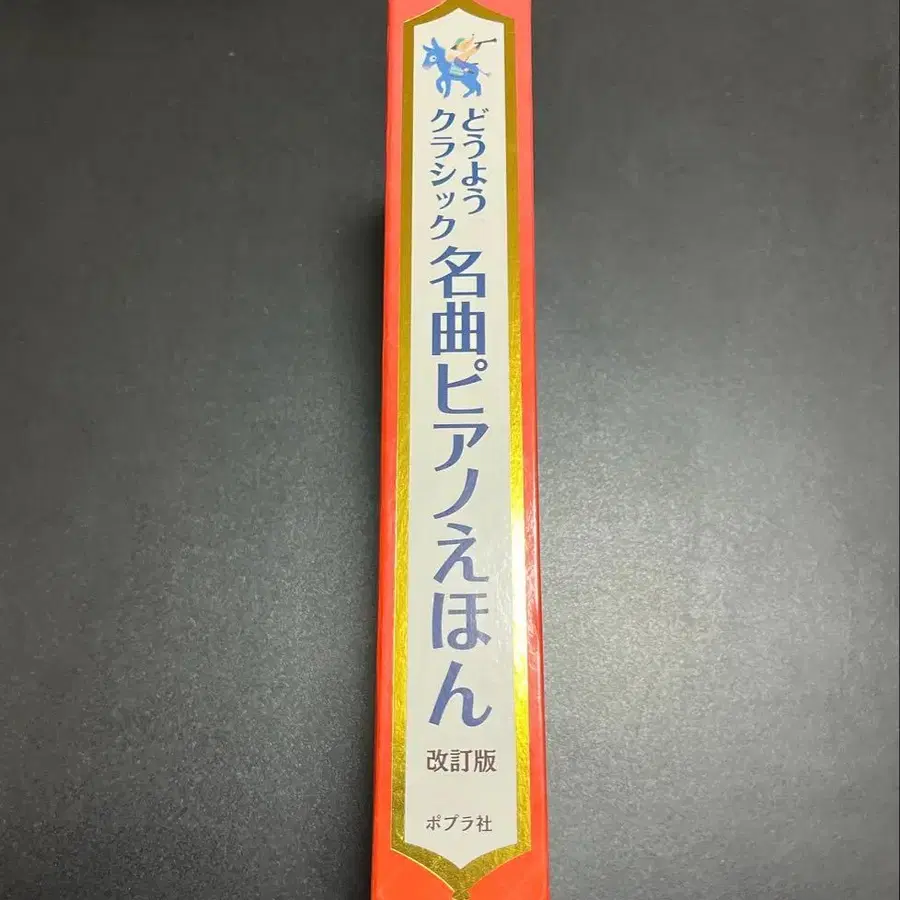 どうよう
クラシック
名曲ピアノえほん
改訂版
ポプラ社